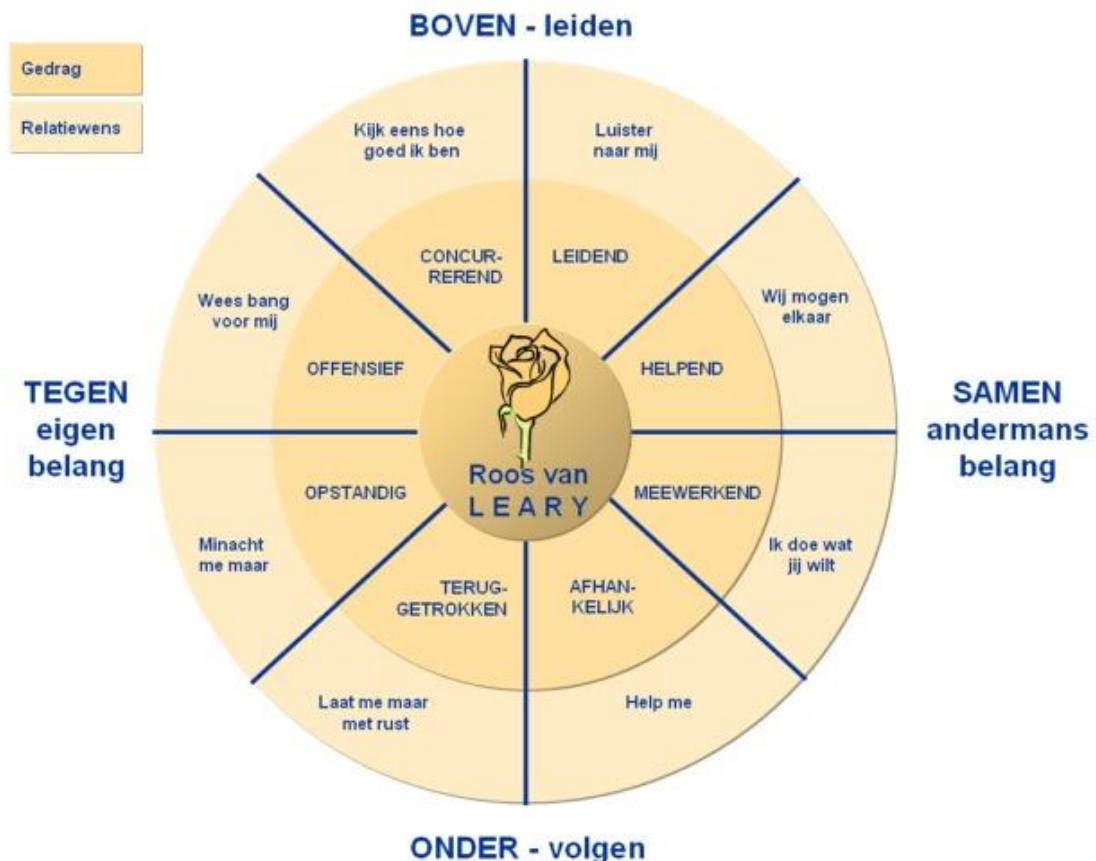 BOVEN - leiden
Gedrag
Relatiewens
Kijk eens hoe
goed ik ben
Luister
naar mij
CONCUR-
REREND
LEIDEND
Wees bang
voor mij
Wij mogen
elkaar
OFFENSIEF
HELPEND
TEGEN
eigen
belang
SAMEN
andermans
belang
Roos van
LEARY
OPSTANDIG
MEEWERKEND
Minacht
me maar
Ik doe wat
jij wilt
TERUG-
GETROKKEN
AFHAN-
KELIJK
Laat me maar
met rust
Help me
ONDER - volgen